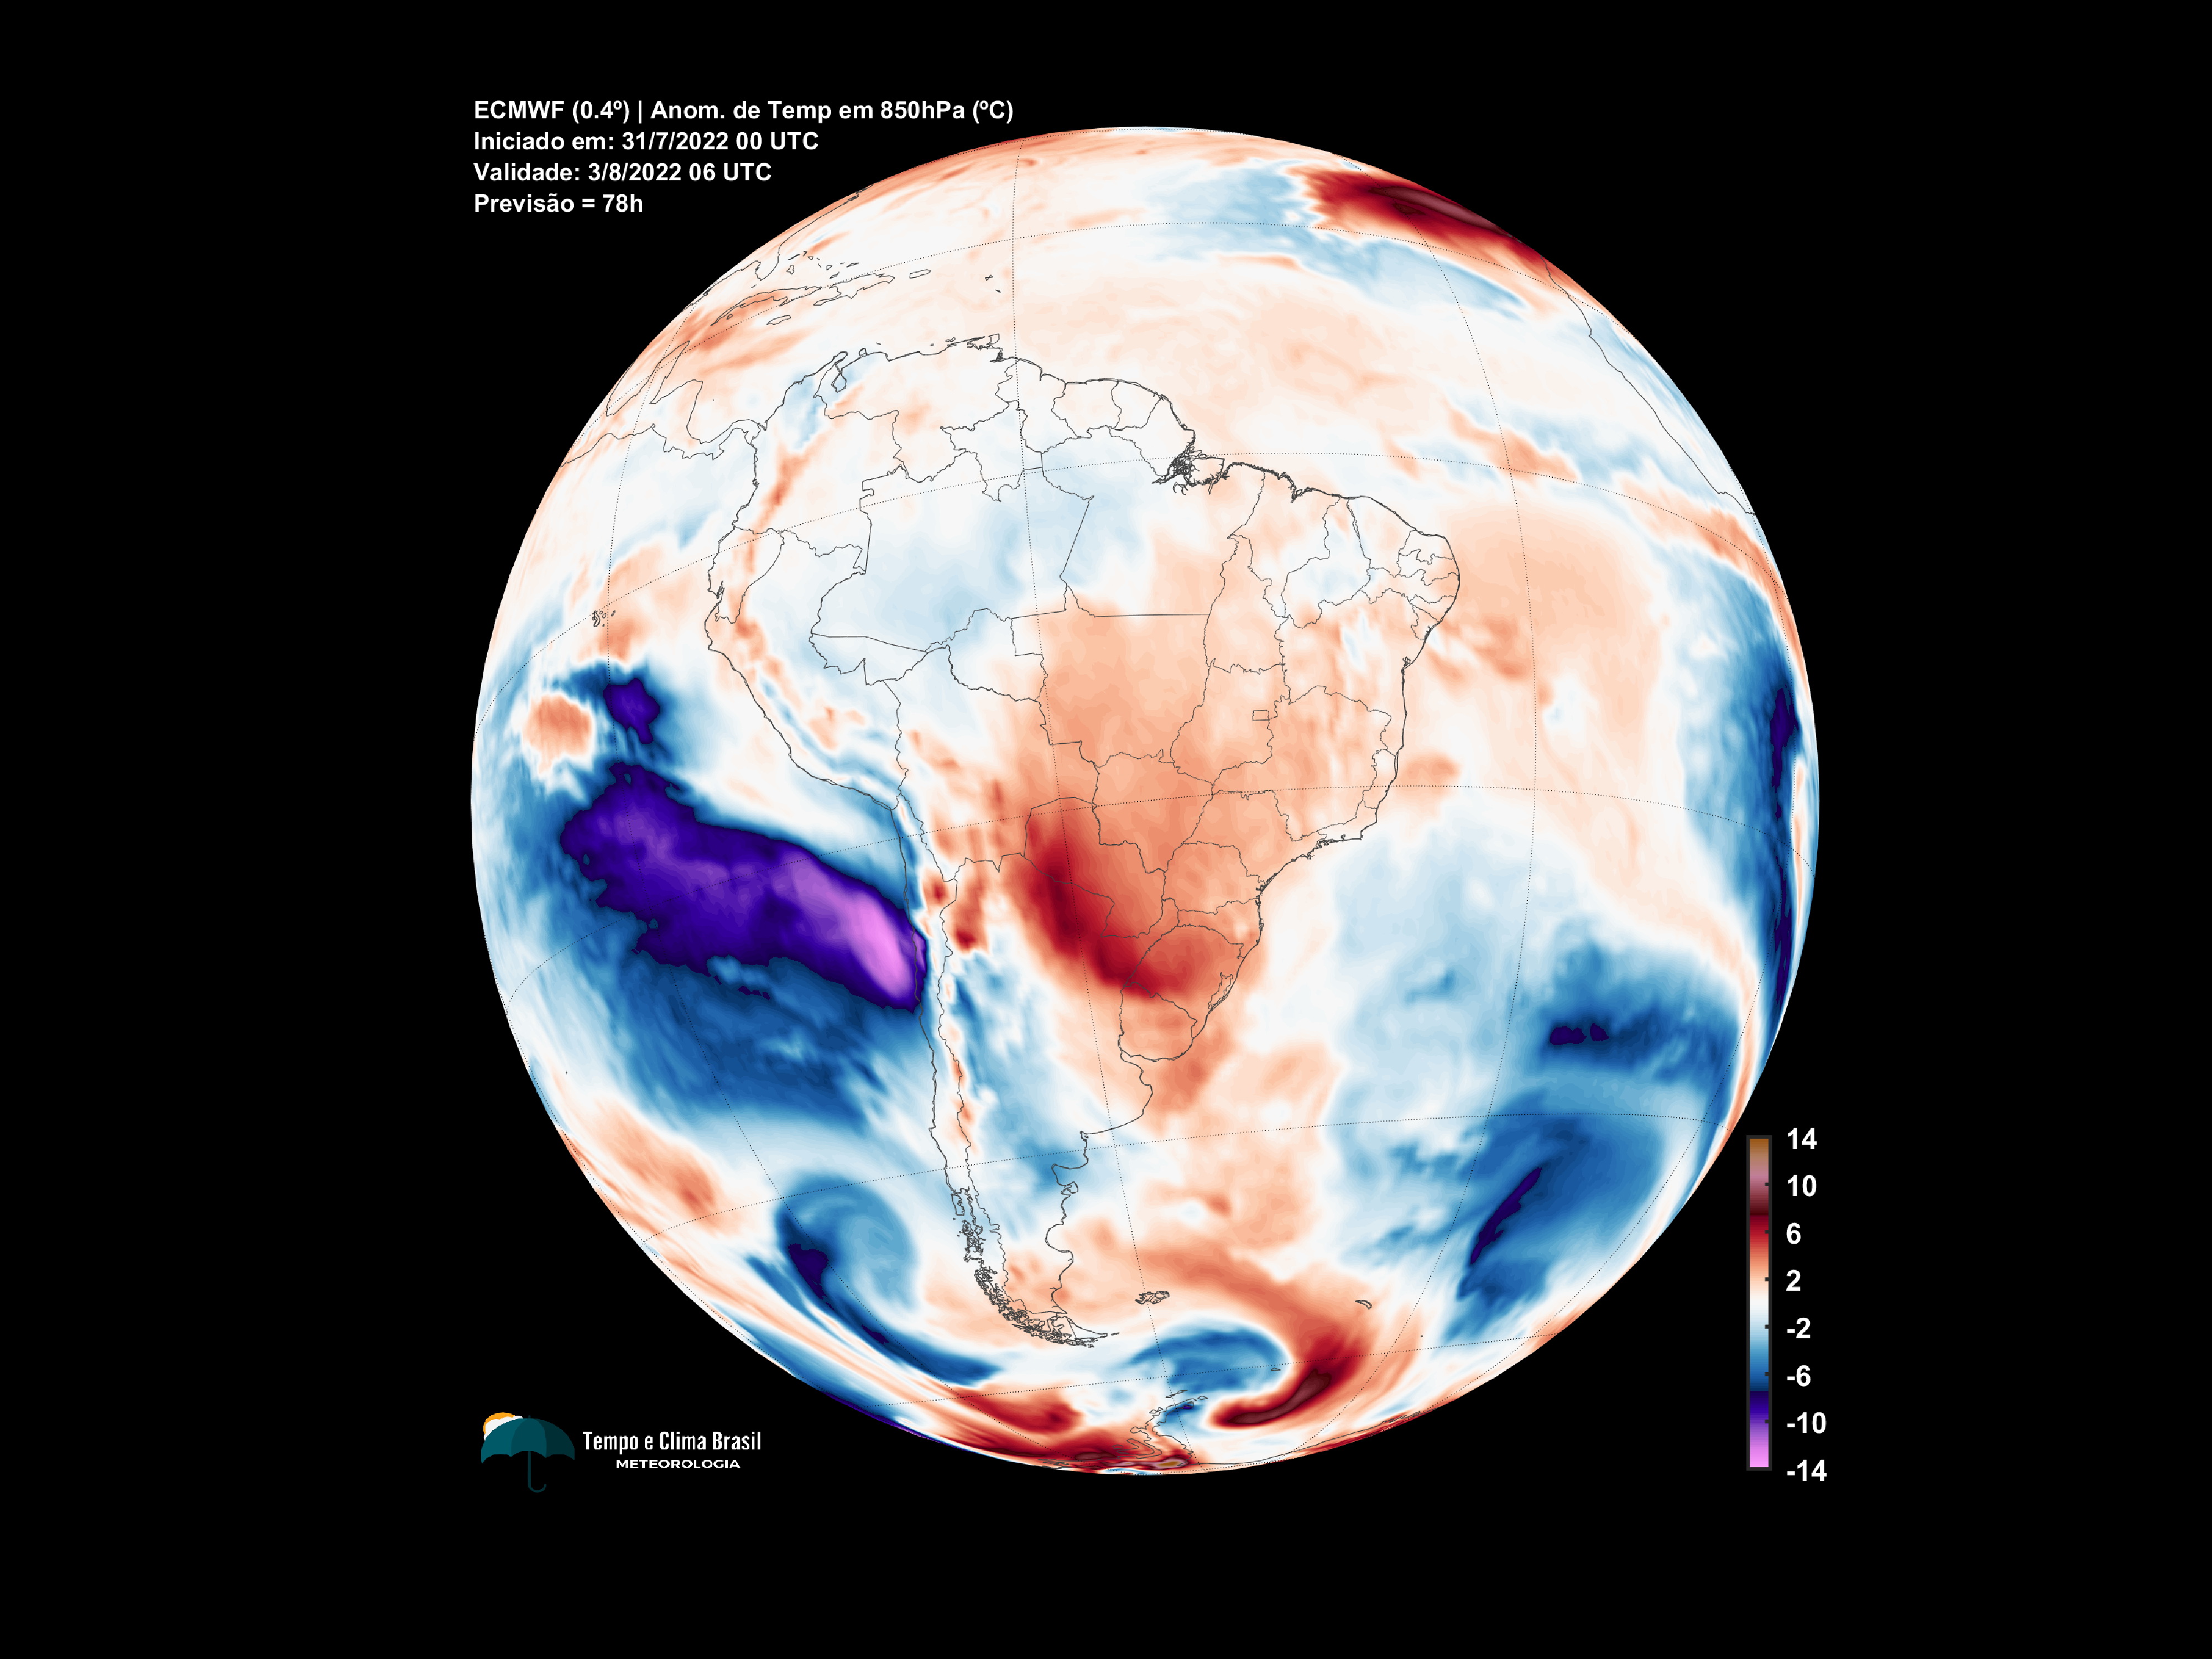 ECMWF (0.4º) | Anom. de Temp em 850hPa (ºC)
Iniciado em: 31/7/2022 00 UTC
Validade: 3/8/2022 06 UTC
Previsão = 78h
14
10
6
2
-2
-6
-10
-14
Tempo e Clima Brasil
METEOROLOGIA